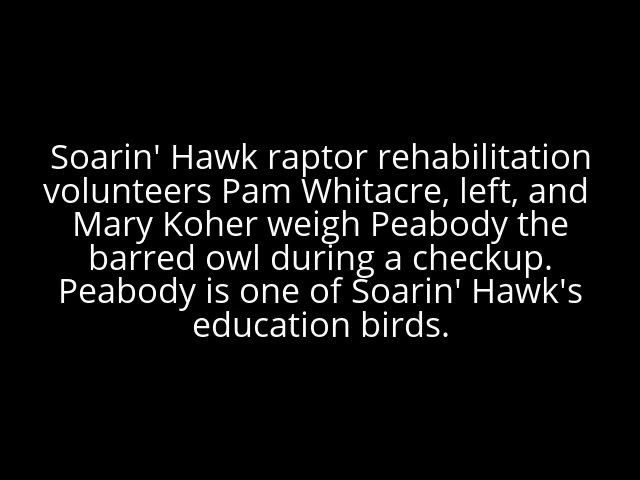 Soarin' Hawk raptor rehabilitation
volunteers Pam Whitacre, left, and
Mary Koher weigh Peabody the
barred owl during a checkup.
Peabody is one of Soarin' Hawk's
education birds.